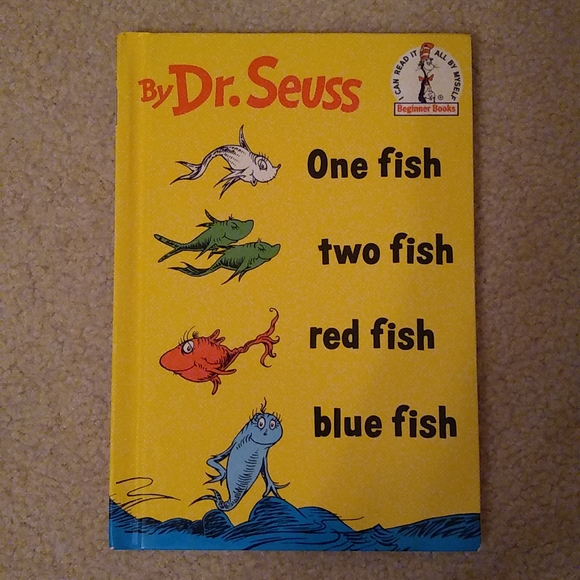 By Dr. Seuss
I CAN READ IT ALL BY MYSELF
Beginner Books
One fish
two fish
red fish
blue fish